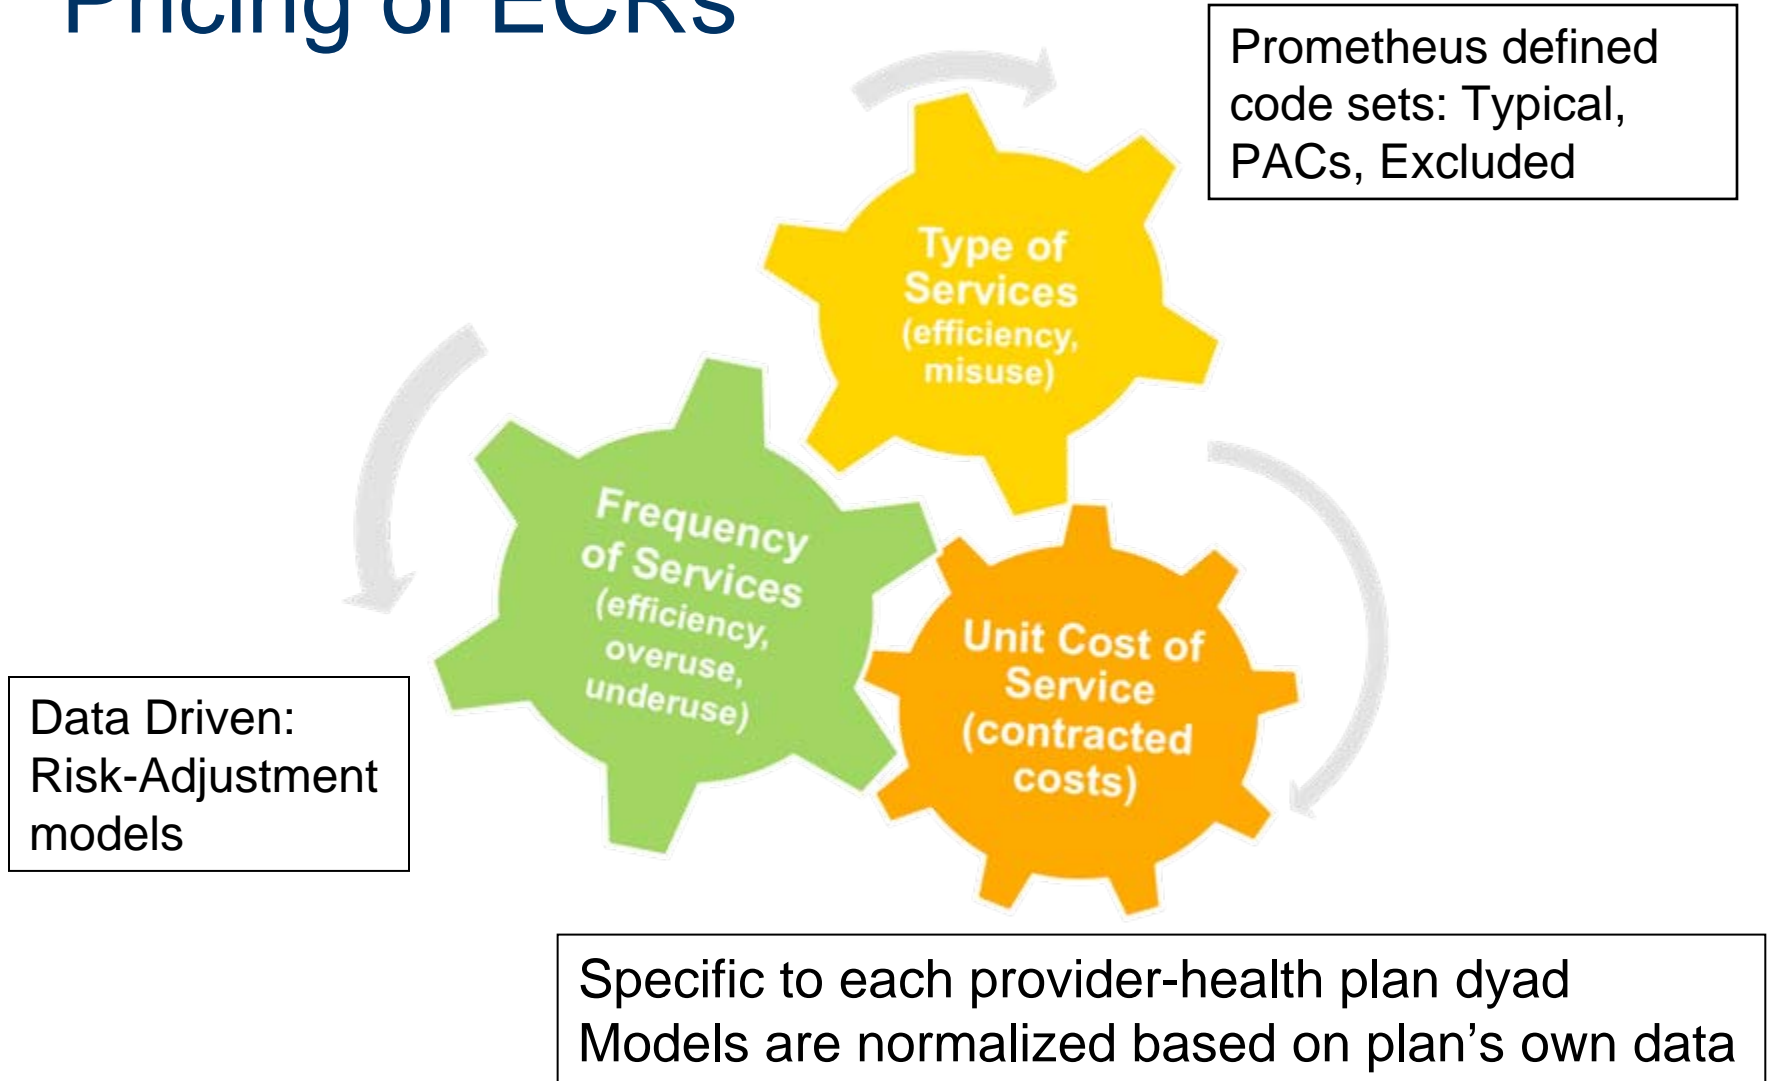 Pricing of ECRs
Prometheus defined
code sets: Typical,
PACs, Excluded
Type of
Services
(efficiency,
misuse)
Frequency
of Services
(efficiency,
overuse,
underuse)
Unit Cost of
Service
(contracted
costs)
Data Driven:
Risk-Adjustment
models
Specific to each provider-health plan dyad
Models are normalized based on plan’s own data